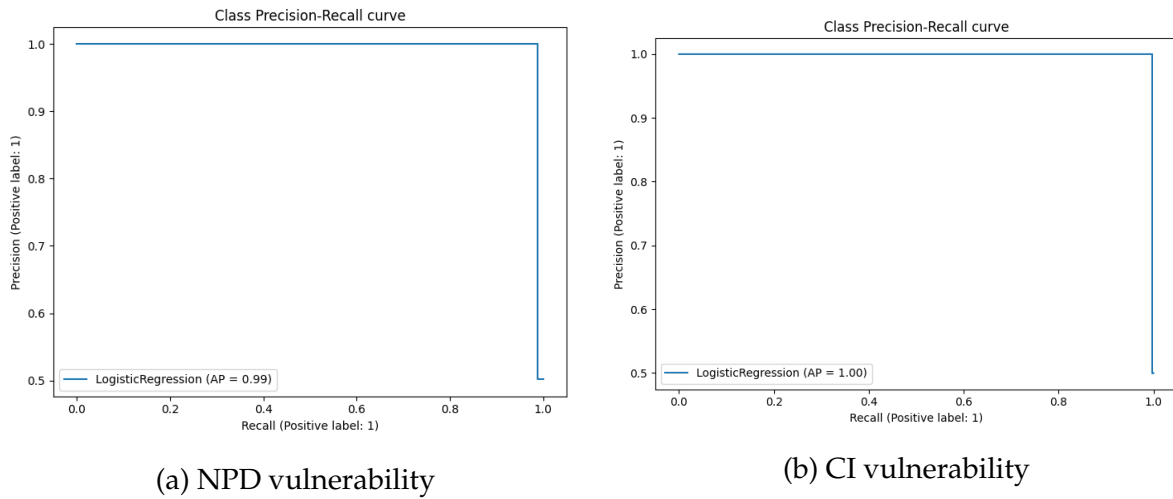 Class Precision-Recall curve
1.0
0.9
0.8
0.7
0.6
0.5
Precision (Positive label: 1)
LogisticRegression (AP = 0.99)
0.0 0.2 0.4 0.6 0.8 1.0
Recall (Positive label: 1)
(a) NPD vulnerability
Class Precision-Recall curve
1.0
0.9
0.8
0.7
0.6
0.5
Precision (Positive label: 1)
LogisticRegression (AP = 1.00)
0.0 0.2 0.4 0.6 0.8 1.0
Recall (Positive label: 1)
(b) CI vulnerability